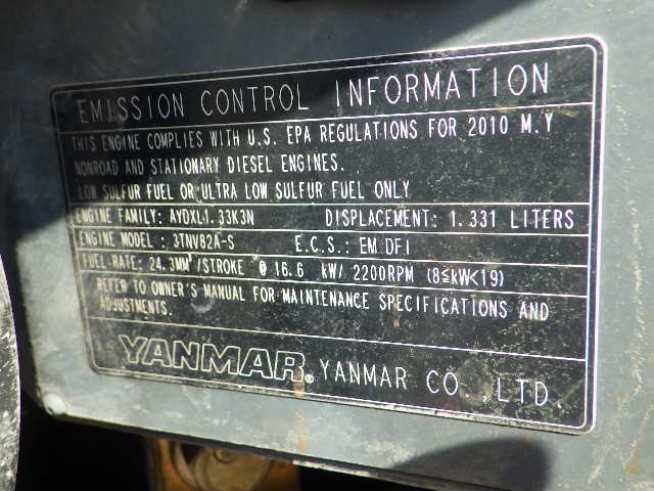 EMISSION CONTROL INFORMATION
THIS ENGINE COMPLIES WITH U.S. EPA REGULATIONS FOR 2010 M.Y
NONROAD AND STATIONARY DIESEL ENGINES.
LOW SULFUR FUEL OR ULTRA LOW SULFUR FUEL ONLY
ENGINE FAMILY: AYDXL1.33K3N DISPLACEMENT: 1.331 LITERS
ENGINE MODEL : 3TNV82A-S E.C.S.: EM DFI
FUEL RATE: 24.3MM³/STROKE @ 16.6 kW/ 2200RPM (8≤kW<19)
REFER TO OWNER'S MANUAL FOR MAINTENANCE SPECIFICATIONS AND
ADJUSTMENTS.
YANMAR® YANMAR CO.,LTD.